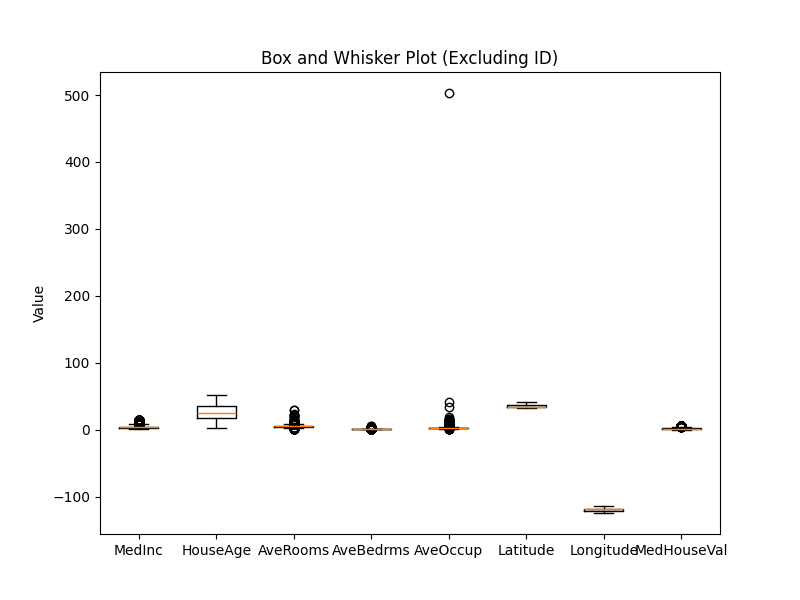 Box and Whisker Plot (Excluding ID)
500
400
300
200
100
0
−100
Value
MedInc HouseAge AveRooms AveBedrms AveOccup Latitude Longitude MedHouseVal